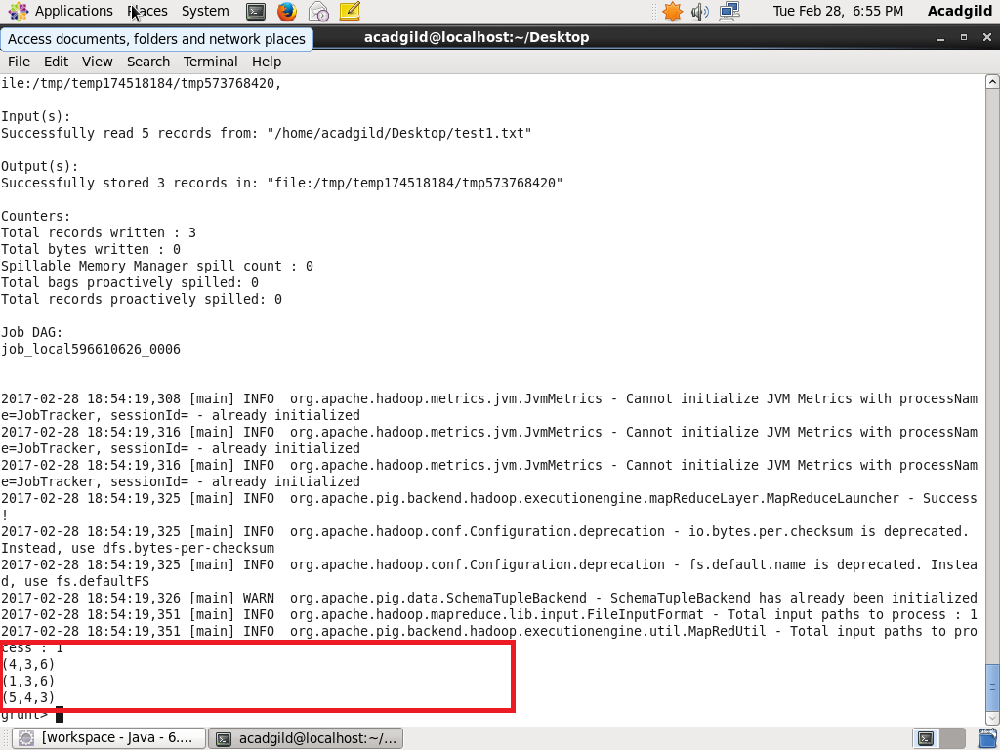 Applications Places System Tue Feb 28, 6:55 PM Acadgild
Access documents, folders and network places
acadgild@localhost:~/Desktop
File Edit View Search Terminal Help
ile:/tmp/temp174518184/tmp573768420,
Input(s):
Successfully read 5 records from: "/home/acadgild/Desktop/test1.txt"
Output(s):
Successfully stored 3 records in: "file:/tmp/temp174518184/tmp573768420"
Counters:
Total records written : 3
Total bytes written : 0
Spillable Memory Manager spill count : 0
Total bags proactively spilled: 0
Total records proactively spilled: 0
Job DAG:
job_local596610626_0006
2017-02-28 18:54:19,308 [main] INFO  org.apache.hadoop.metrics.jvm.JvmMetrics - Cannot initialize JVM Metrics with processNam
e=JobTracker, sessionId= - already initialized
2017-02-28 18:54:19,316 [main] INFO  org.apache.hadoop.metrics.jvm.JvmMetrics - Cannot initialize JVM Metrics with processNam
e=JobTracker, sessionId= - already initialized
2017-02-28 18:54:19,316 [main] INFO  org.apache.hadoop.metrics.jvm.JvmMetrics - Cannot initialize JVM Metrics with processNam
e=JobTracker, sessionId= - already initialized
2017-02-28 18:54:19,325 [main] INFO  org.apache.pig.backend.hadoop.executionengine.mapReduceLayer.MapReduceLauncher - Success
!
2017-02-28 18:54:19,325 [main] INFO  org.apache.hadoop.conf.Configuration.deprecation - io.bytes.per.checksum is deprecated.
Instead, use dfs.bytes-per-checksum
2017-02-28 18:54:19,325 [main] INFO  org.apache.hadoop.conf.Configuration.deprecation - fs.default.name is deprecated. Instea
d, use fs.defaultFS
2017-02-28 18:54:19,326 [main] WARN  org.apache.pig.data.SchemaTupleBackend - SchemaTupleBackend has already been initialized
2017-02-28 18:54:19,351 [main] INFO  org.apache.hadoop.mapreduce.lib.input.FileInputFormat - Total input paths to process : 1
2017-02-28 18:54:19,351 [main] INFO  org.apache.pig.backend.hadoop.executionengine.util.MapRedUtil - Total input paths to pro
cess : 1
(4,3,6)
(1,3,6)
(5,4,3)
grunt>
[workspace - Java - 6.... acadgild@localhost:~/...